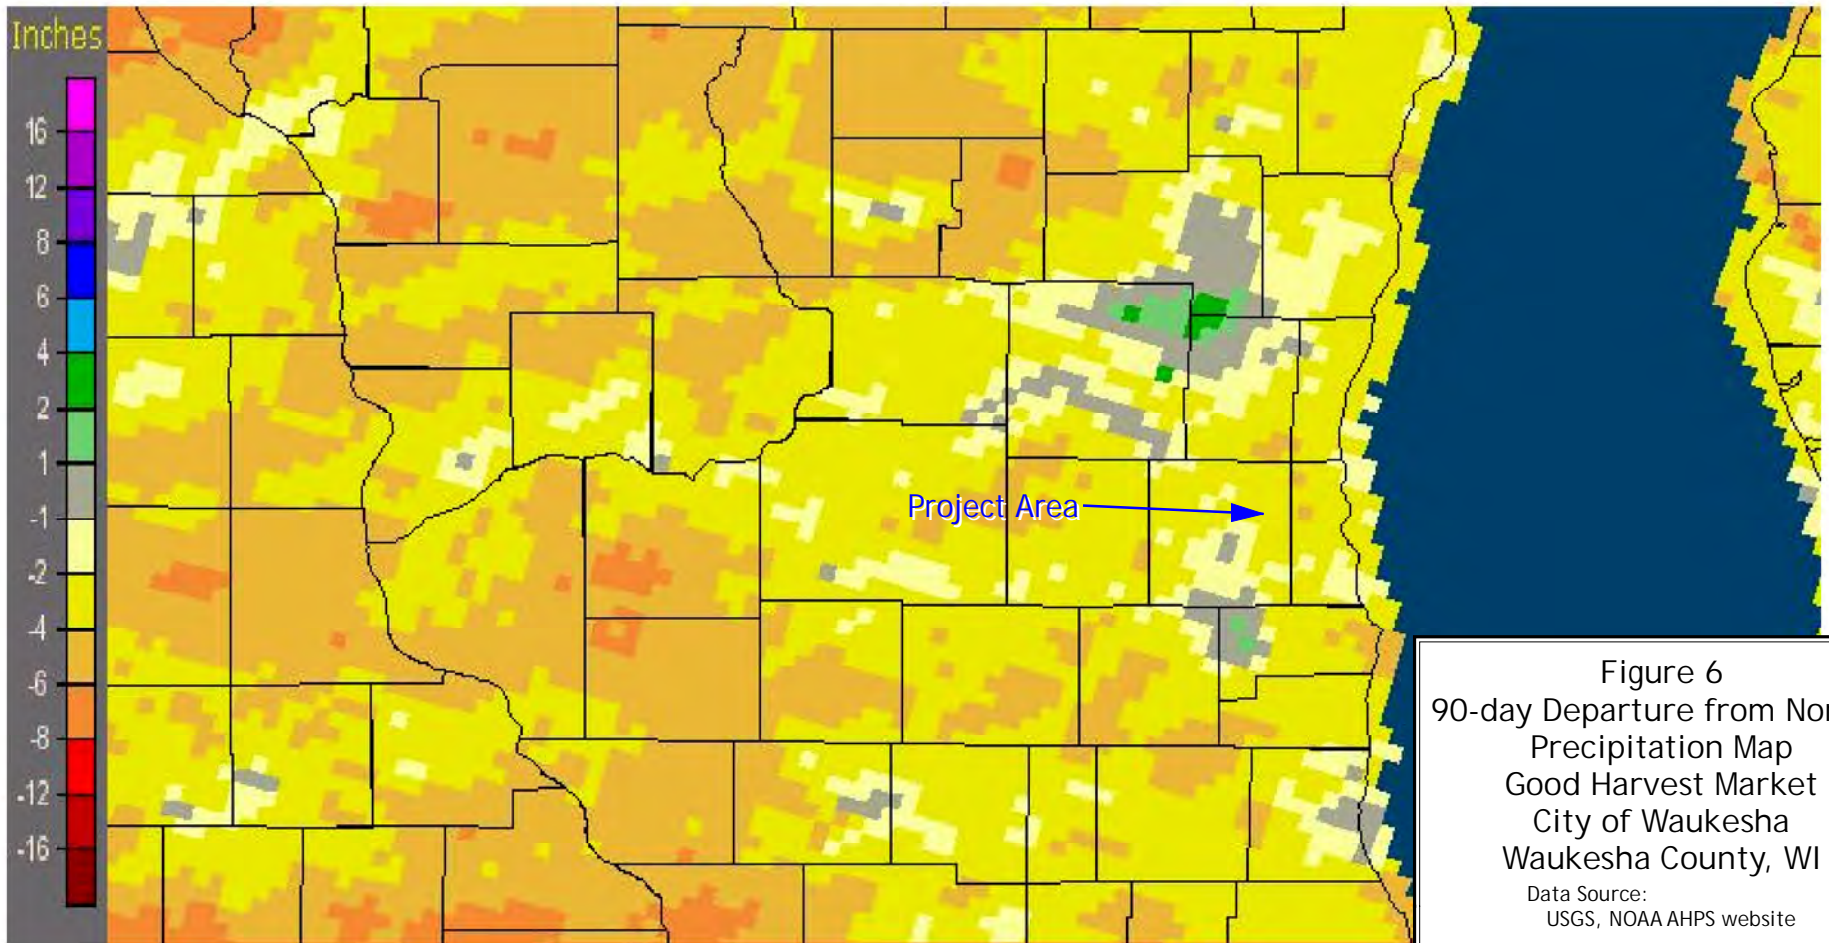 Inches
16
12
8
6
4
2
1
-1
-2
-4
-6
-8
-12
-16
Project Area
Figure 6
90-day Departure from Nor
Precipitation Map
Good Harvest Market
City of Waukesha
Waukesha County, WI
Data Source:
USGS, NOAA AHPS website